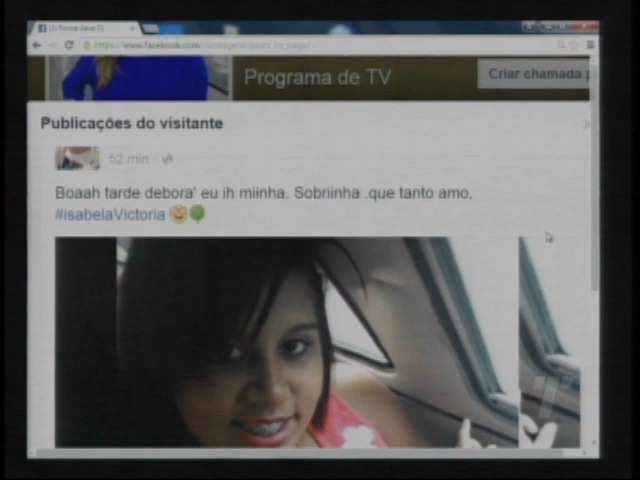 Programa de TV
Criar chamada p
Publicações do visitante
52 min
Boaah tarde debora' eu ih miinha. Sobriinha .que tanto amo,
#isabelaVictoria